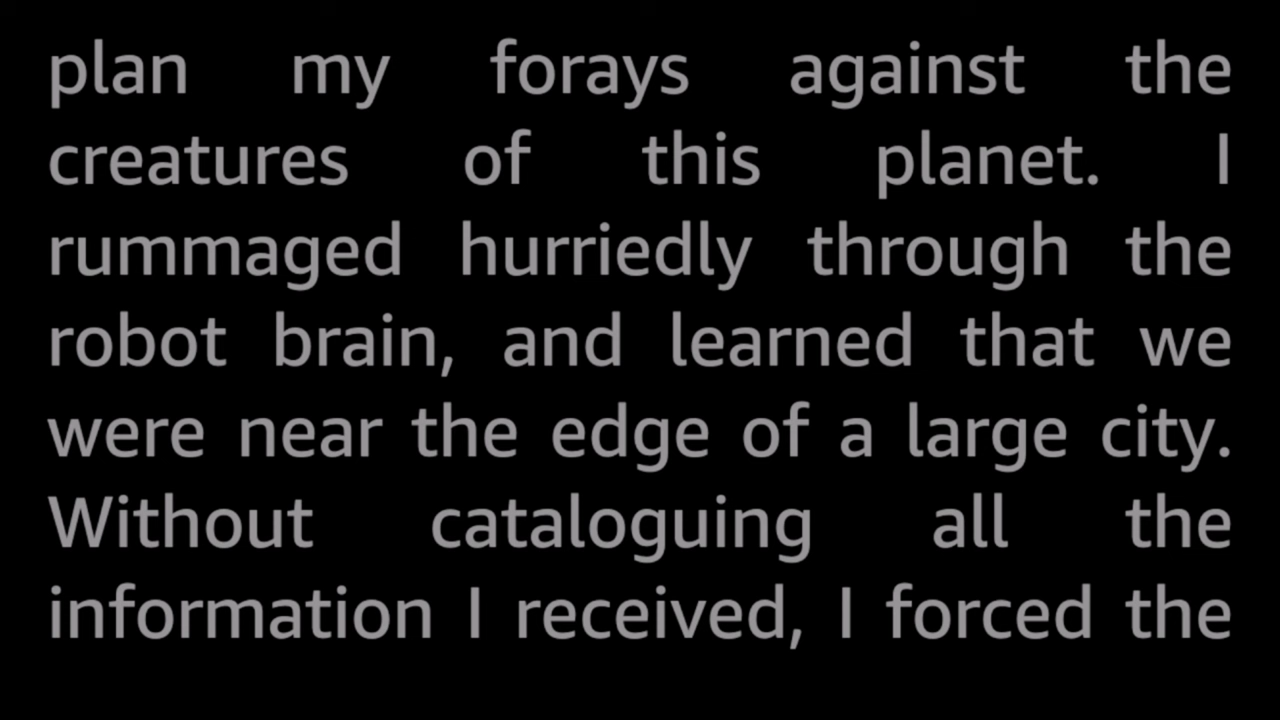 plan my forays against the
creatures of this planet. I
rummaged hurriedly through the
robot brain, and learned that we
were near the edge of a large city.
Without cataloguing all the
information I received, I forced the